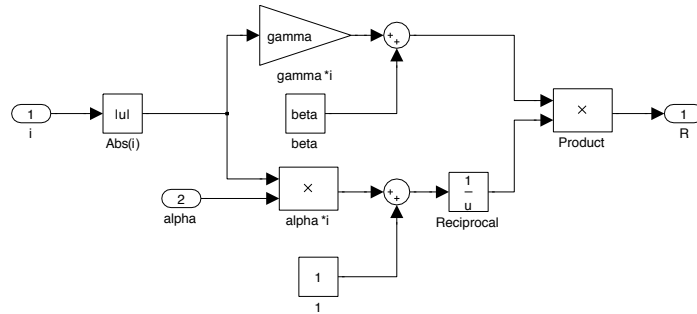 gamma
+
+
gamma *i
1
i
|u|
Abs(i)
beta
beta
×
Product
1
R
2
alpha
×
alpha *i
+
+
1
u
Reciprocal
1
1